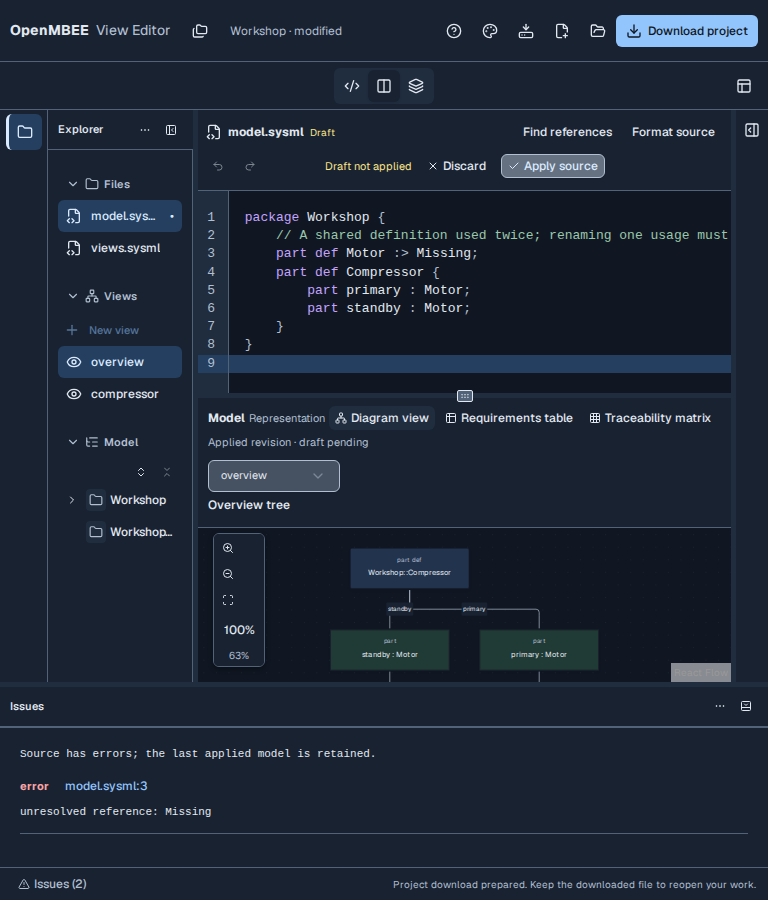 OpenMBEE View Editor
Workshop · modified
Download project
Explorer
Files
model.sys...
views.sysml
Views
New view
overview
compressor
Model
Workshop
Workshop...
model.sysml Draft
Find references
Format source
Draft not applied
Discard
Apply source
1 package Workshop {
2 // A shared definition used twice; renaming one usage must
3 part def Motor :> Missing;
4 part def Compressor {
5 part primary : Motor;
6 part standby : Motor;
7 }
8 }
9
Model Representation Diagram view Requirements table Traceability matrix
Applied revision · draft pending
overview
Overview tree
100%
63%
part def
Workshop::Compressor
standby primary
part
standby : Motor
part
primary : Motor
React Flow
Issues
Source has errors; the last applied model is retained.
error model.sysml:3
unresolved reference: Missing
Issues (2)
Project download prepared. Keep the downloaded file to reopen your work.